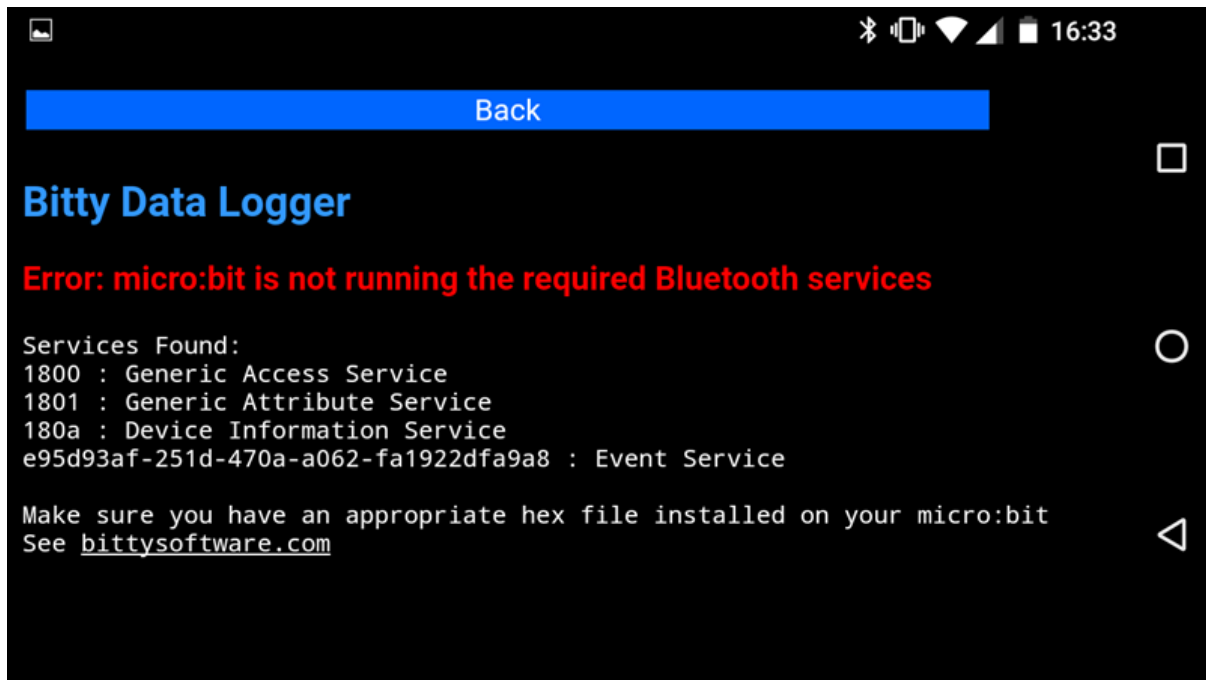 16:33
Back
Bitty Data Logger
Error: micro:bit is not running the required Bluetooth services
Services Found:
1800 : Generic Access Service
1801 : Generic Attribute Service
180a : Device Information Service
e95d93af-251d-470a-a062-fa1922dfa9a8 : Event Service
Make sure you have an appropriate hex file installed on your micro:bit
See bittysoftware.com